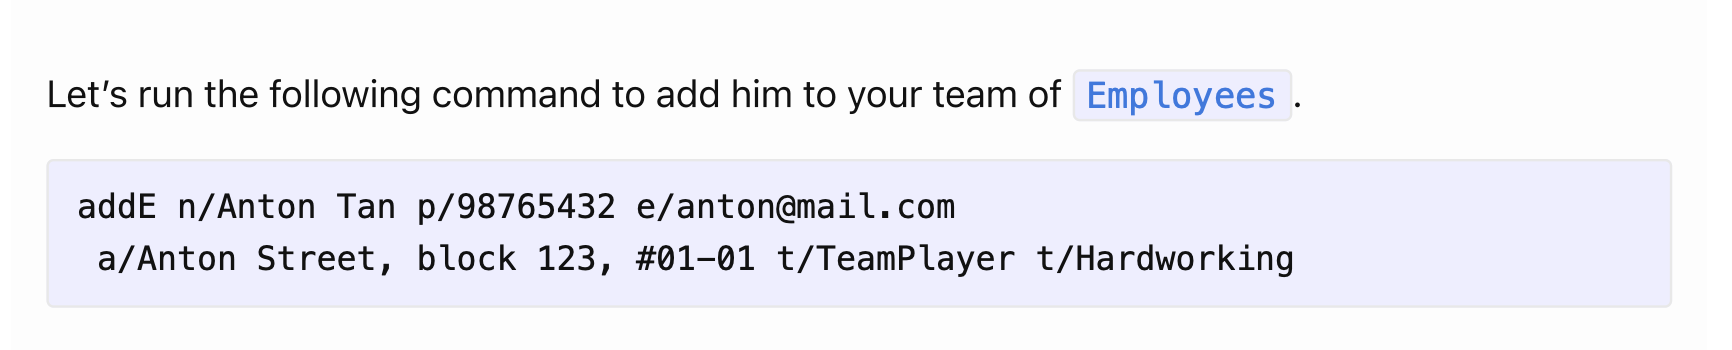 Let’s run the following command to add him to your team of Employees.
addE n/Anton Tan p/98765432 e/anton@mail.com
a/Anton Street, block 123, #01-01 t/TeamPlayer t/Hardworking